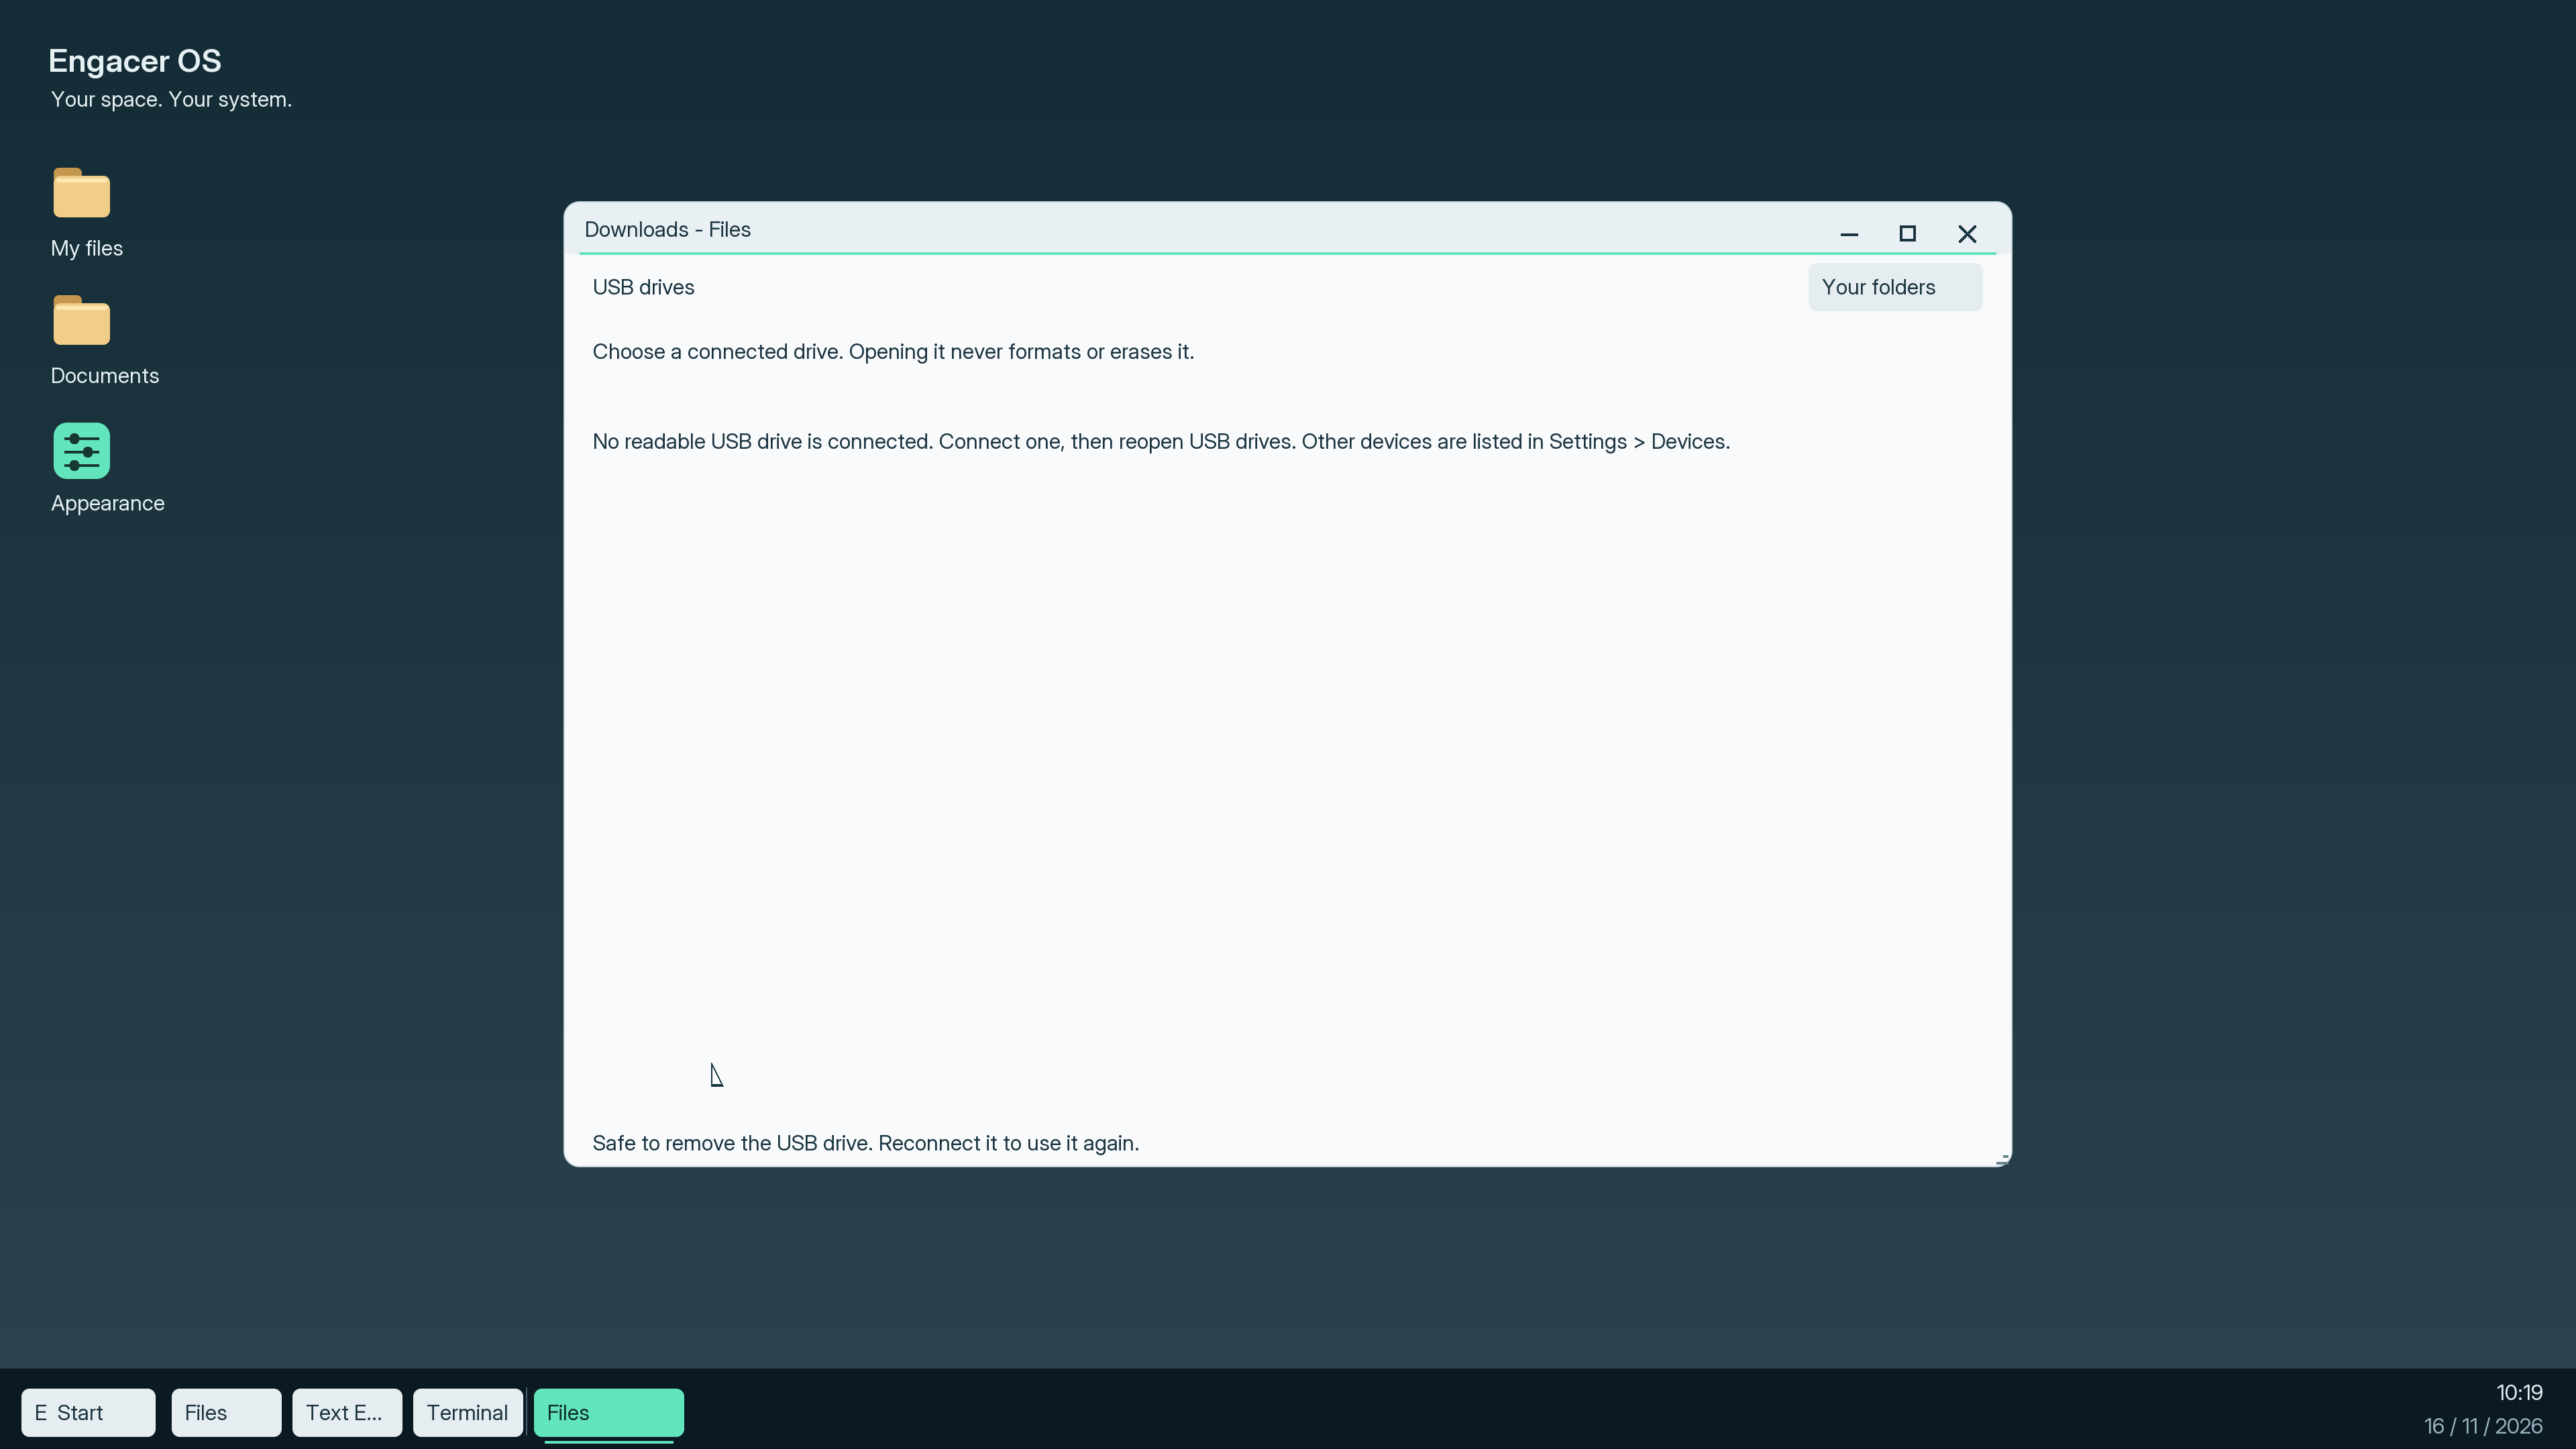 Engacer OS
Your space. Your system.
My files
Documents
Appearance
Downloads - Files
USB drives
Your folders
Choose a connected drive. Opening it never formats or erases it.
No readable USB drive is connected. Connect one, then reopen USB drives. Other devices are listed in Settings > Devices.
Safe to remove the USB drive. Reconnect it to use it again.
E Start
Files
Text E...
Terminal
Files
10:19
16 / 11 / 2026